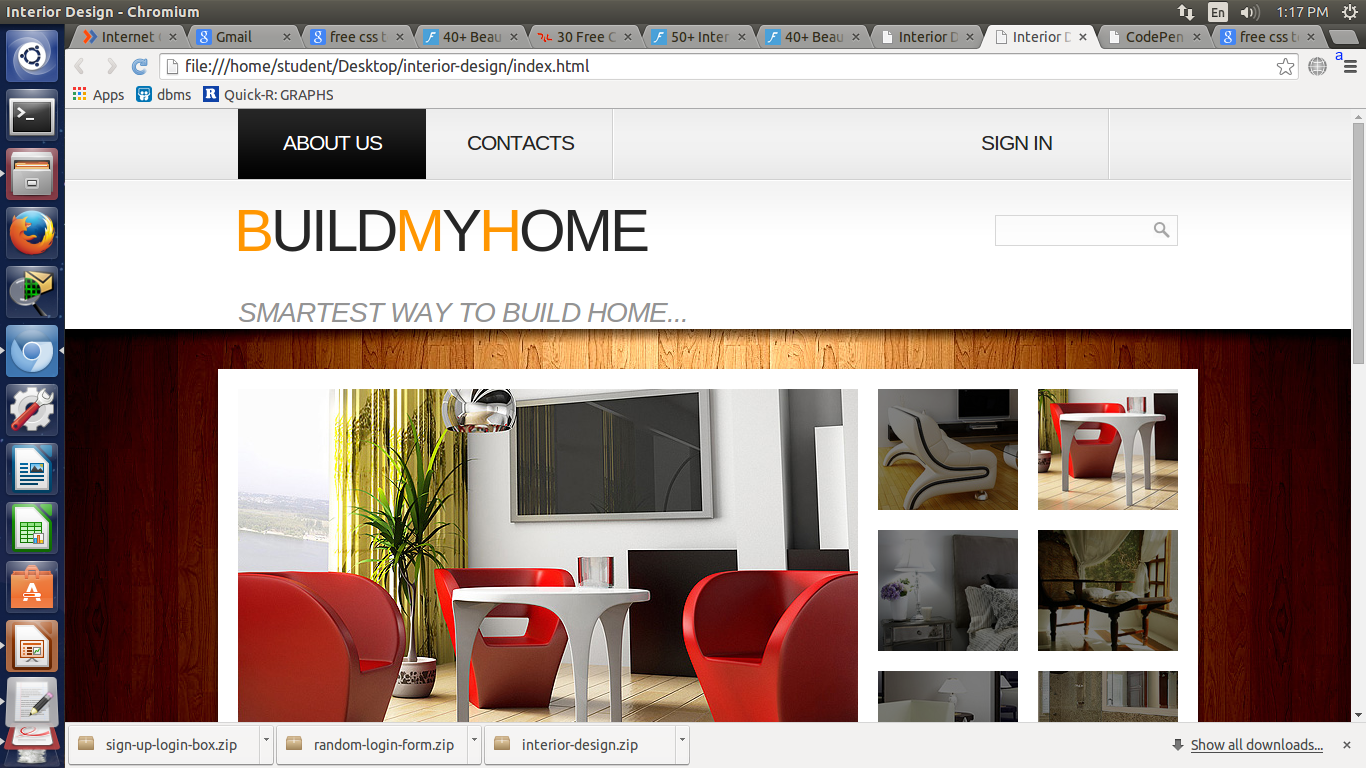 Interior Design - Chromium
En
1:17 PM
Internet
Gmail
free css t
40+ Beau
30 Free C
50+ Inter
40+ Beau
Interior D
Interior D
CodePen
free css t
file:///home/student/Desktop/interior-design/index.html
a
Apps
dbms
R
Quick-R: GRAPHS
ABOUT US
CONTACTS
SIGN IN
BUILDMYHOME
SMARTEST WAY TO BUILD HOME...
sign-up-login-box.zip
random-login-form.zip
interior-design.zip
Show all downloads...